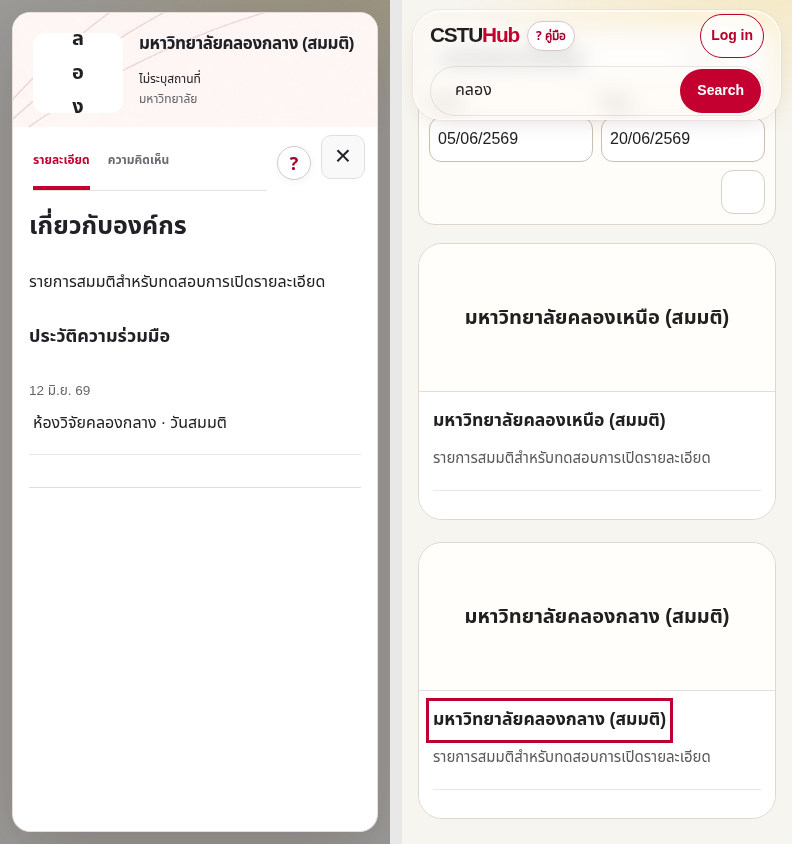 ล
อ
ง
มหาวิทยาลัยคลองกลาง (สมมติ)
ไม่ระบุสถานที่
มหาวิทยาลัย
รายละเอียด
ความคิดเห็น
?
✕
เกี่ยวกับองค์กร
รายการสมมติสำหรับทดสอบการเปิดรายละเอียด
ประวัติความร่วมมือ
12 มิ.ย. 69
ห้องวิจัยคลองกลาง · วันสมมติ
CSTUHub
? คู่มือ
Log in
คลอง
Search
05/06/2569
20/06/2569
มหาวิทยาลัยคลองเหนือ (สมมติ)
มหาวิทยาลัยคลองเหนือ (สมมติ)
รายการสมมติสำหรับทดสอบการเปิดรายละเอียด
มหาวิทยาลัยคลองกลาง (สมมติ)
มหาวิทยาลัยคลองกลาง (สมมติ)
รายการสมมติสำหรับทดสอบการเปิดรายละเอียด